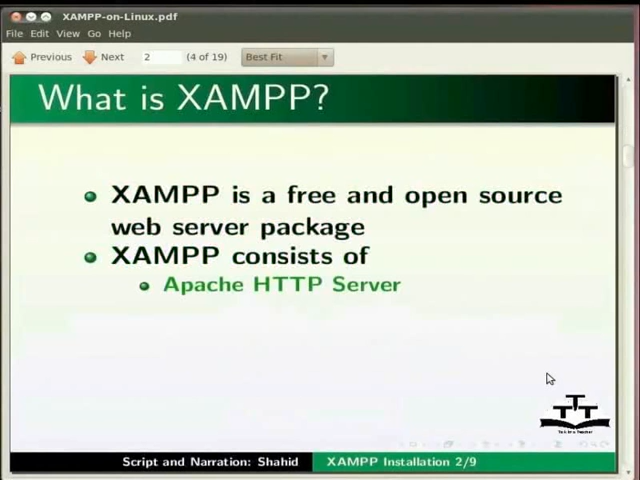 XAMPP-on-Linux.pdf
File Edit View Go Help
Previous Next 2 (4 of 19) Best Fit
What is XAMPP?
XAMPP is a free and open source
web server package
XAMPP consists of
Apache HTTP Server
Script and Narration: Shahid XAMPP Installation 2/9